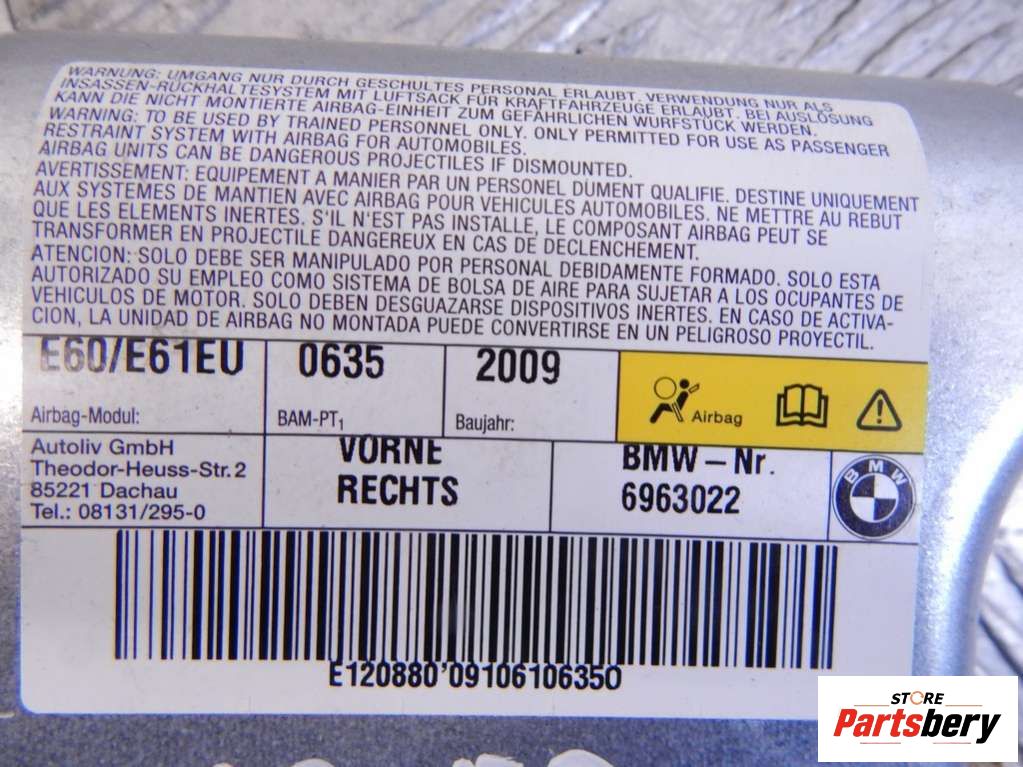 WARNUNG: UMGANG NUR DURCH GESCHULTES PERSONAL ERLAUBT. VERWENDUNG NUR ALS
INSASSEN-RÜCKHALTESYSTEM MIT LUFTSACK FÜR KRAFTFAHRZEUGE ERLAUBT. BEI AUSLÖSUNG
KANN DIE NICHT MONTIERTE AIRBAG-EINHEIT ZUM GEFÄHRLICHEN WURFSTÜCK WERDEN.
WARNING: TO BE USED BY TRAINED PERSONNEL ONLY. ONLY PERMITTED FOR USE AS PASSENGER
RESTRAINT SYSTEM WITH AIRBAG FOR AUTOMOBILES.
AIRBAG UNITS CAN BE DANGEROUS PROJECTILES IF DISMOUNTED.
AVERTISSEMENT: EQUIPEMENT A MANIER PAR UN PERSONEL DÛMENT QUALIFIE. DESTINE UNIQUEMENT
AUX SYSTEMES DE MANTIEN AVEC AIRBAG POUR VEHICULES AUTOMOBILES. NE METTRE AU REBUT
QUE LES ELEMENTS INERTES. S'IL N'EST PAS INSTALLE, LE COMPOSANT AIRBAG PEUT SE
TRANSFORMER EN PROJECTILE DANGEREUX EN CAS DE DECLENCHEMENT.
ATENCION: SOLO DEBE SER MANIPULADO POR PERSONAL DEBIDAMENTE FORMADO. SOLO ESTA
AUTORIZADO SU EMPLEO COMO SISTEMA DE BOLSA DE AIRE PARA SUJETAR A LOS OCUPANTES DE
VEHICULOS DE MOTOR. SOLO DEBEN DESGUAZARSE DISPOSITIVOS INERTES. EN CASO DE ACTIVA-
CION, LA UNIDAD DE AIRBAG NO MONTADA PUEDE CONVERTIRSE EN UN PELIGROSO PROYECTIL.
E60/E61EU 0635 2009
Airbag
Airbag-Modul: BAM-PT1 Baujahr:
Autoliv GmbH
Theodor-Heuss-Str. 2
85221 Dachau
Tel.: 08131/295-0
VORNE
RECHTS
BMW-Nr.
6963022
BMW
E120880'0910610635O
STORE
Partsbery